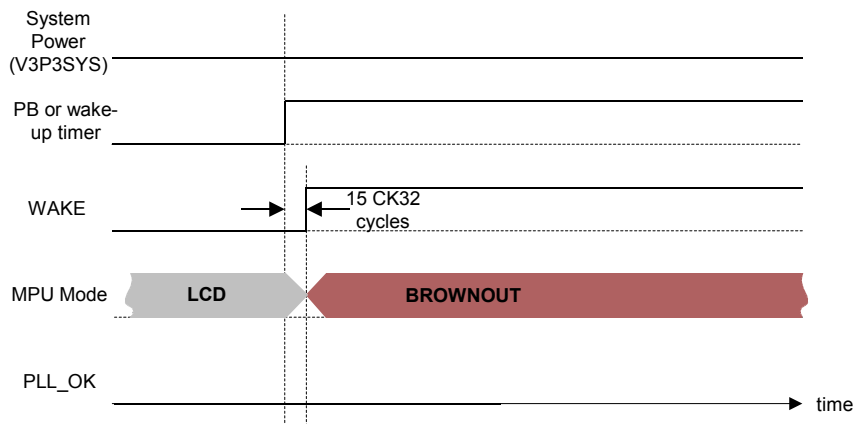 System
Power
(V3P3SYS)
PB or wake-
up timer
WAKE
15 CK32
cycles
MPU Mode
LCD
BROWNOUT
PLL_OK
time